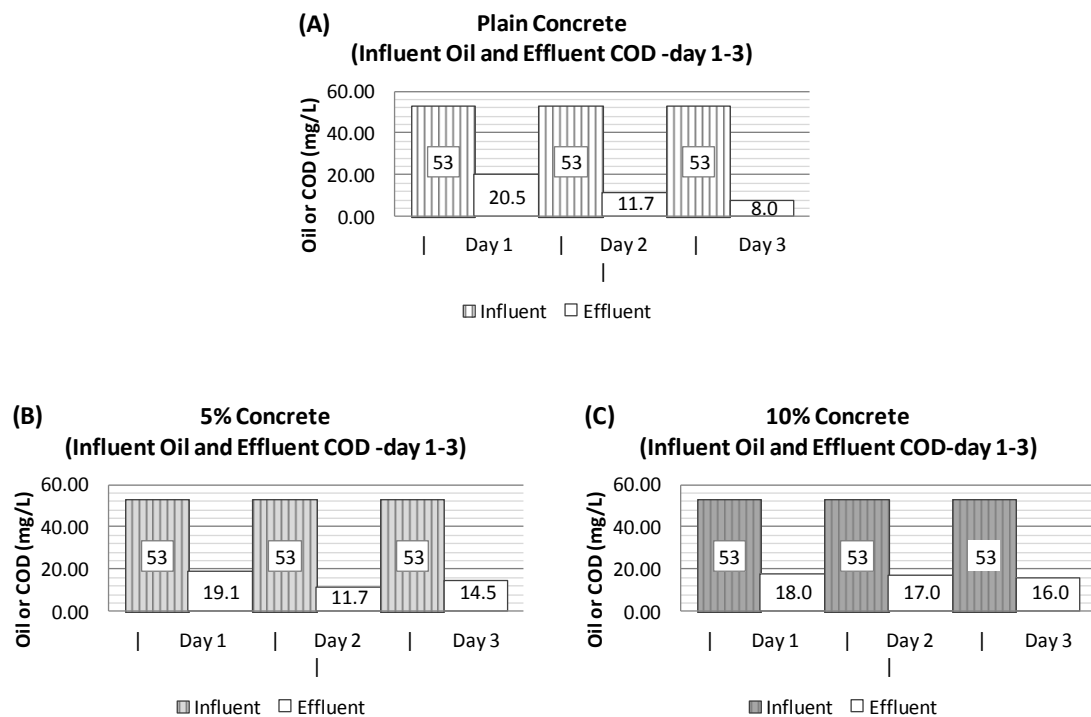 (A) Plain Concrete
(Influent Oil and Effluent COD -day 1-3)
Oil or COD (mg/L)
60.00
40.00
20.00
0.00
53 20.5 53 11.7 53 8.0
| Day 1 | Day 2 | Day 3
|
Influent Effluent
(B) 5% Concrete
(Influent Oil and Effluent COD -day 1-3)
Oil or COD (mg/L)
60.00
40.00
20.00
0.00
53 19.1 53 11.7 53 14.5
| Day 1 | Day 2 | Day 3
|
Influent Effluent
(C) 10% Concrete
(Influent Oil and Effluent COD-day 1-3)
Oil or COD (mg/L)
60.00
40.00
20.00
0.00
53 18.0 53 17.0 53 16.0
| Day 1 | Day 2 | Day 3
|
Influent Effluent